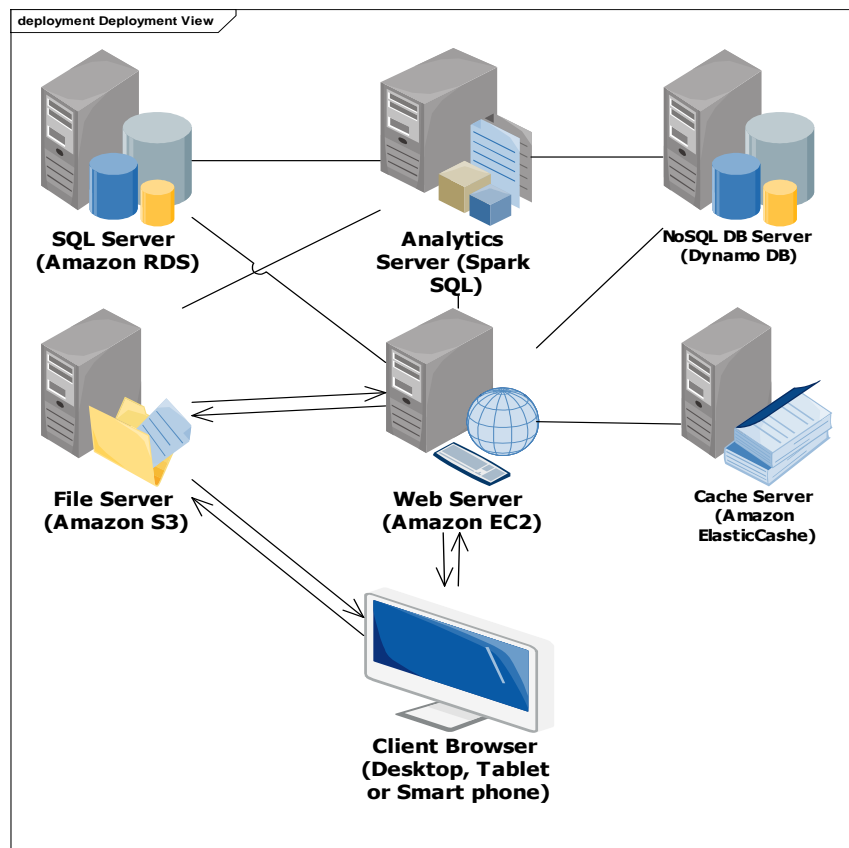 deployment Deployment View
SQL Server
(Amazon RDS)
Analytics
Server (Spark
SQL)
NoSQL DB Server
(Dynamo DB)
File Server
(Amazon S3)
Web Server
(Amazon EC2)
Cache Server
(Amazon
ElasticCashe)
Client Browser
(Desktop, Tablet
or Smart phone)